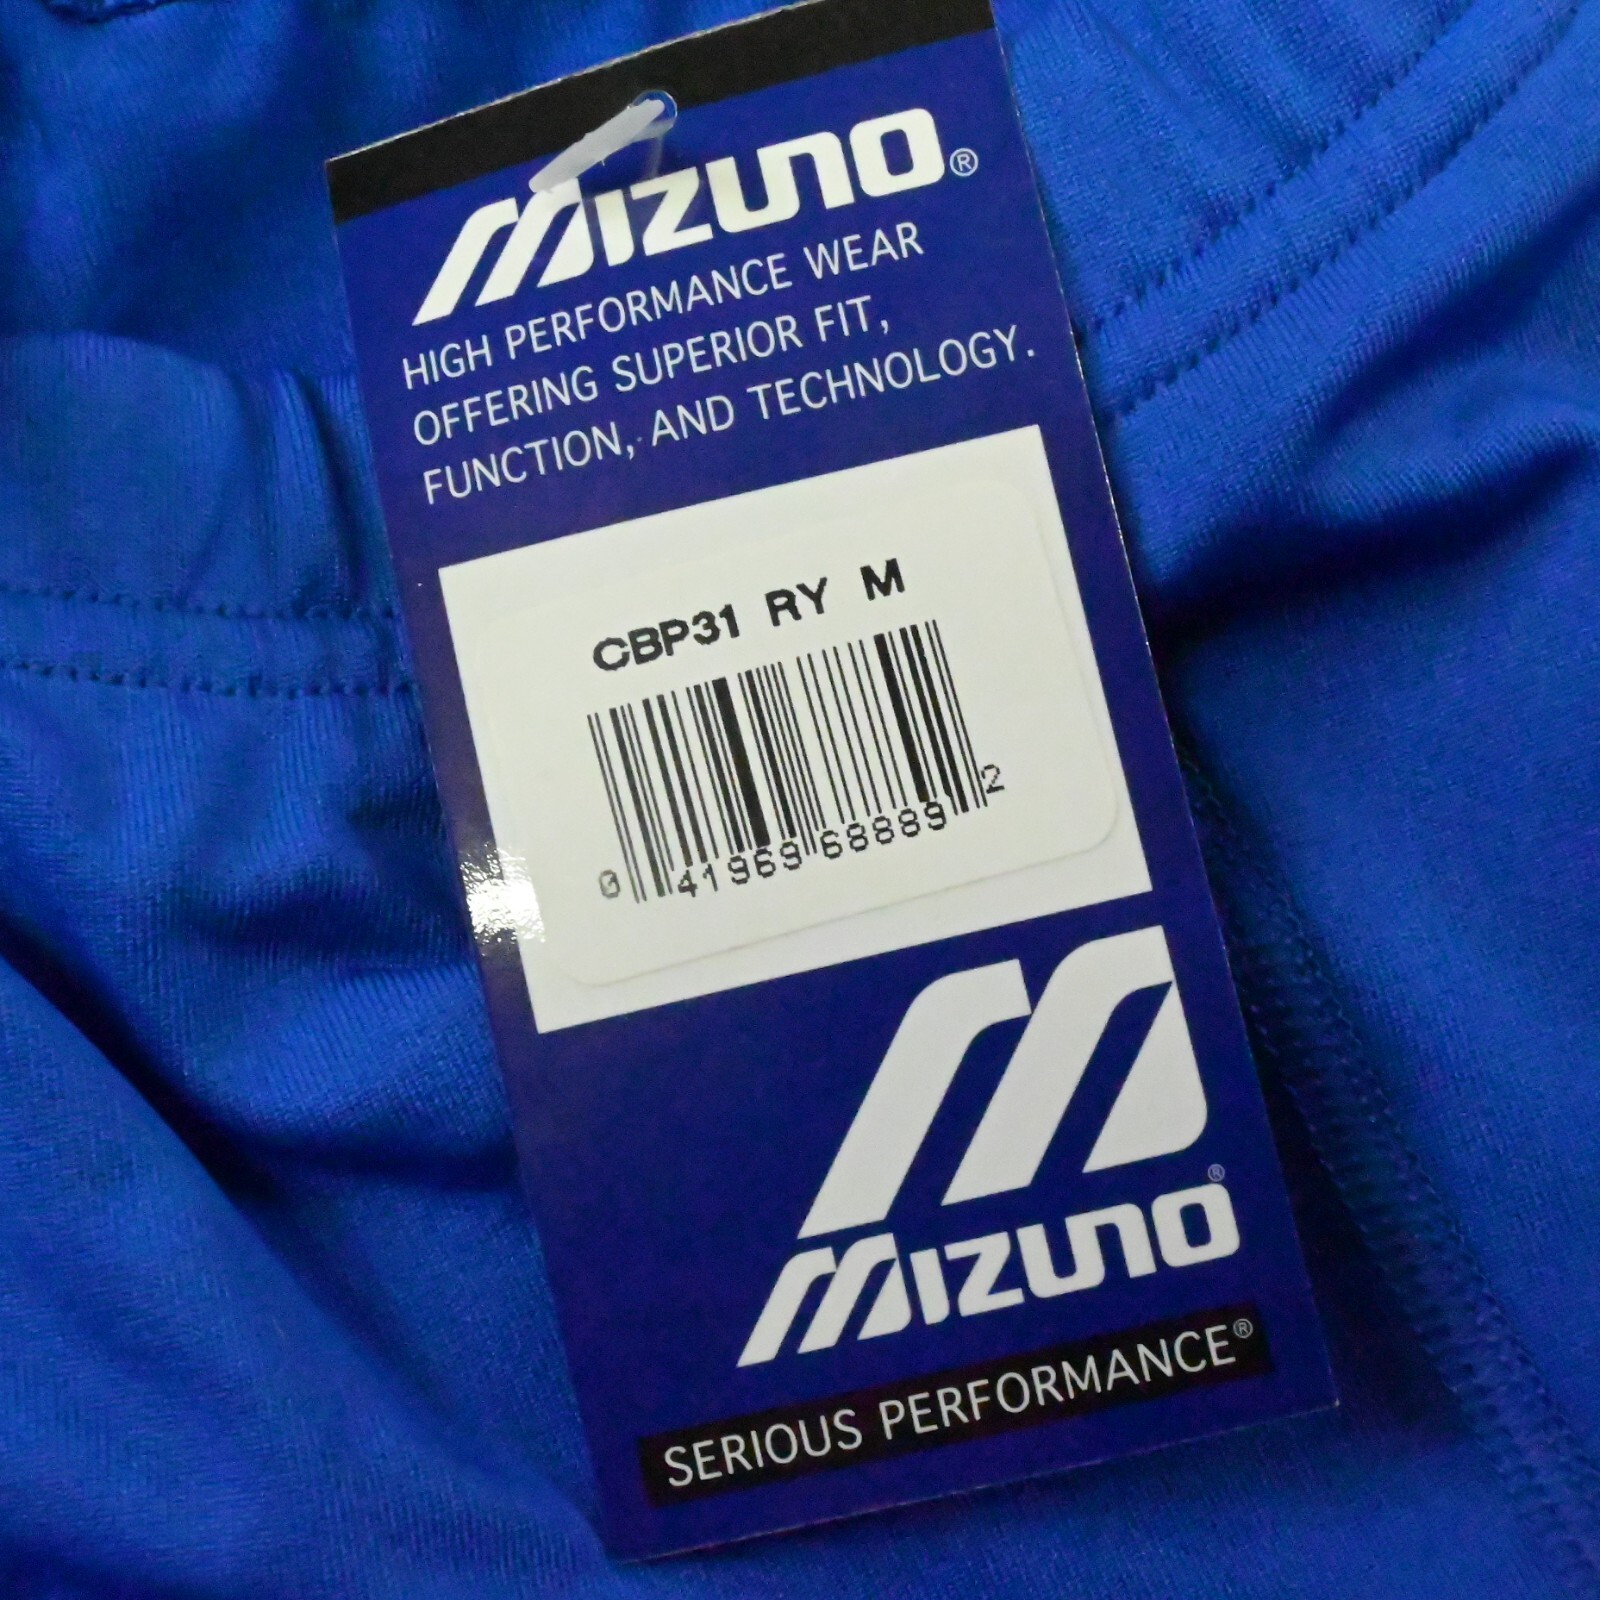 MIZUNO®
HIGH PERFORMANCE WEAR
OFFERING SUPERIOR FIT,
FUNCTION, AND TECHNOLOGY.
CBP31 RY M
0 41969 68889 2
MIZUNO®
SERIOUS PERFORMANCE®